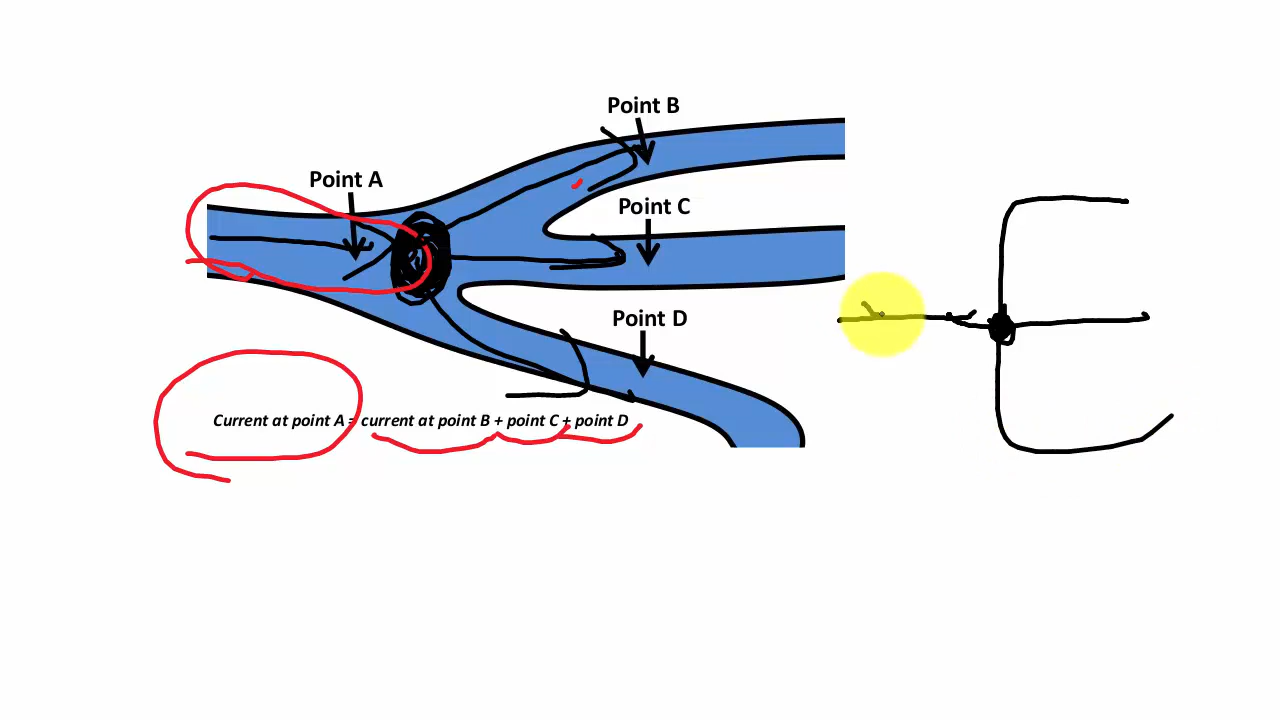 Point B
Point A
Point C
Point D
Current at point A = current at point B + point C + point D